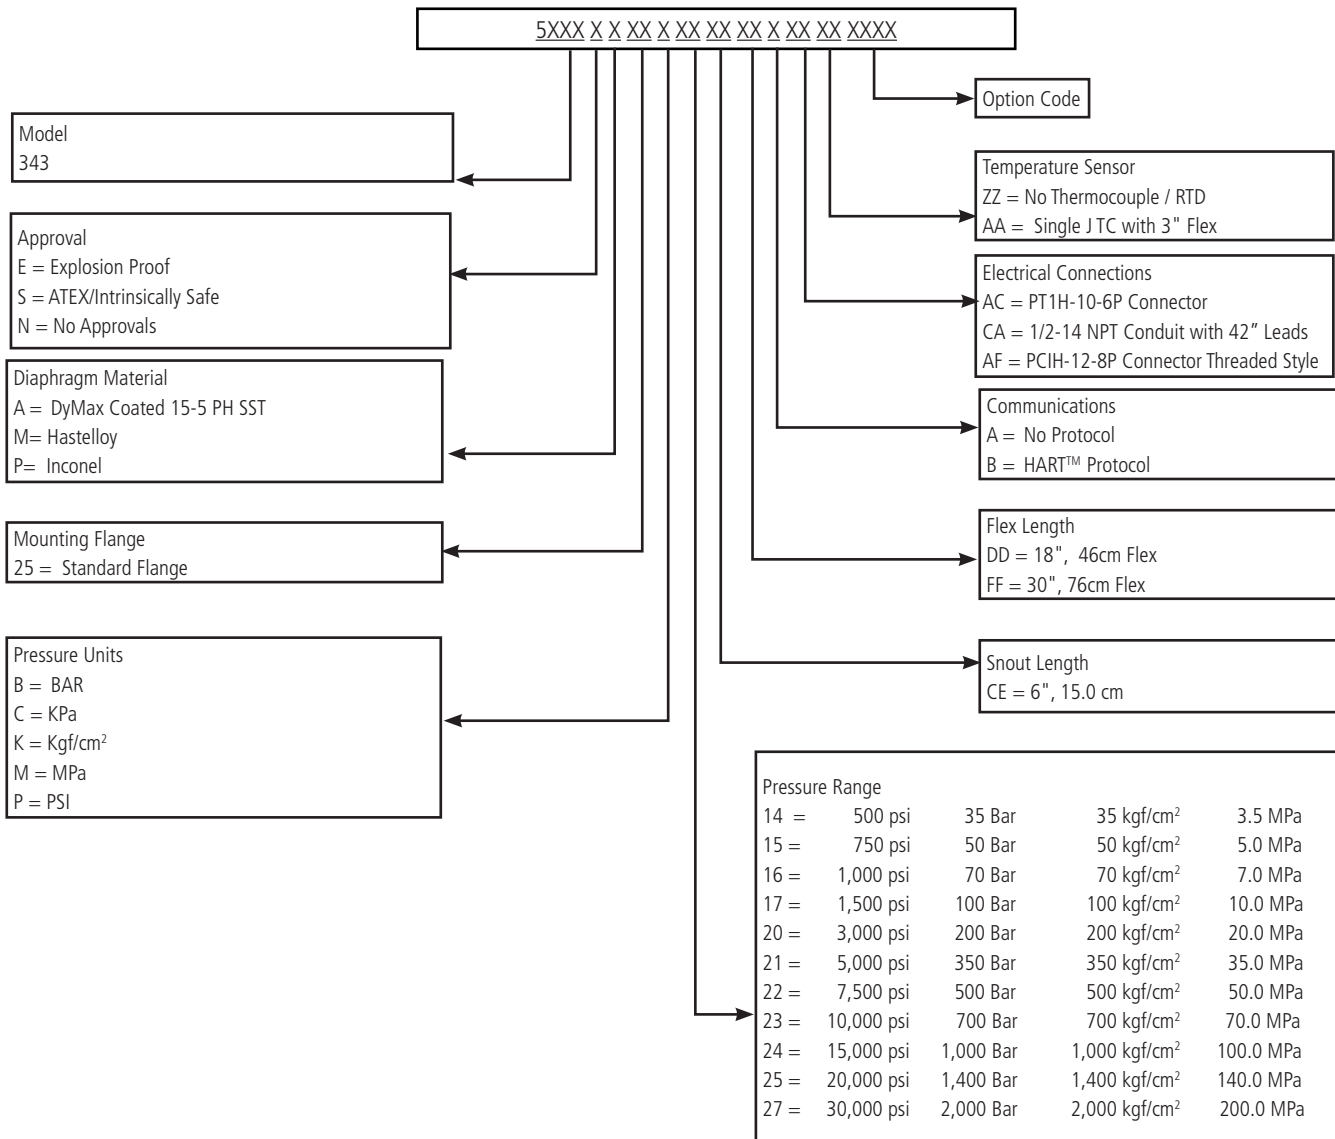 5XXX X X XX X XX XX XX X XX XX XXXX
Model
343
Approval
E = Explosion Proof
S = ATEX/Intrinsically Safe
N = No Approvals
Diaphragm Material
A = DyMax Coated 15-5 PH SST
M= Hastelloy
P= Inconel
Mounting Flange
25 = Standard Flange
Pressure Units
B = BAR
C = KPa
K = Kgf/cm²
M = MPa
P = PSI
Option Code
Temperature Sensor
ZZ = No Thermocouple / RTD
AA = Single J TC with 3" Flex
Electrical Connections
AC = PT1H-10-6P Connector
CA = 1/2-14 NPT Conduit with 42” Leads
AF = PCIH-12-8P Connector Threaded Style
Communications
A = No Protocol
B = HART™ Protocol
Flex Length
DD = 18", 46cm Flex
FF = 30", 76cm Flex
Snout Length
CE = 6", 15.0 cm
Pressure Range
14 = 500 psi 35 Bar 35 kgf/cm² 3.5 MPa
15 = 750 psi 50 Bar 50 kgf/cm² 5.0 MPa
16 = 1,000 psi 70 Bar 70 kgf/cm² 7.0 MPa
17 = 1,500 psi 100 Bar 100 kgf/cm² 10.0 MPa
20 = 3,000 psi 200 Bar 200 kgf/cm² 20.0 MPa
21 = 5,000 psi 350 Bar 350 kgf/cm² 35.0 MPa
22 = 7,500 psi 500 Bar 500 kgf/cm² 50.0 MPa
23 = 10,000 psi 700 Bar 700 kgf/cm² 70.0 MPa
24 = 15,000 psi 1,000 Bar 1,000 kgf/cm² 100.0 MPa
25 = 20,000 psi 1,400 Bar 1,400 kgf/cm² 140.0 MPa
27 = 30,000 psi 2,000 Bar 2,000 kgf/cm² 200.0 MPa